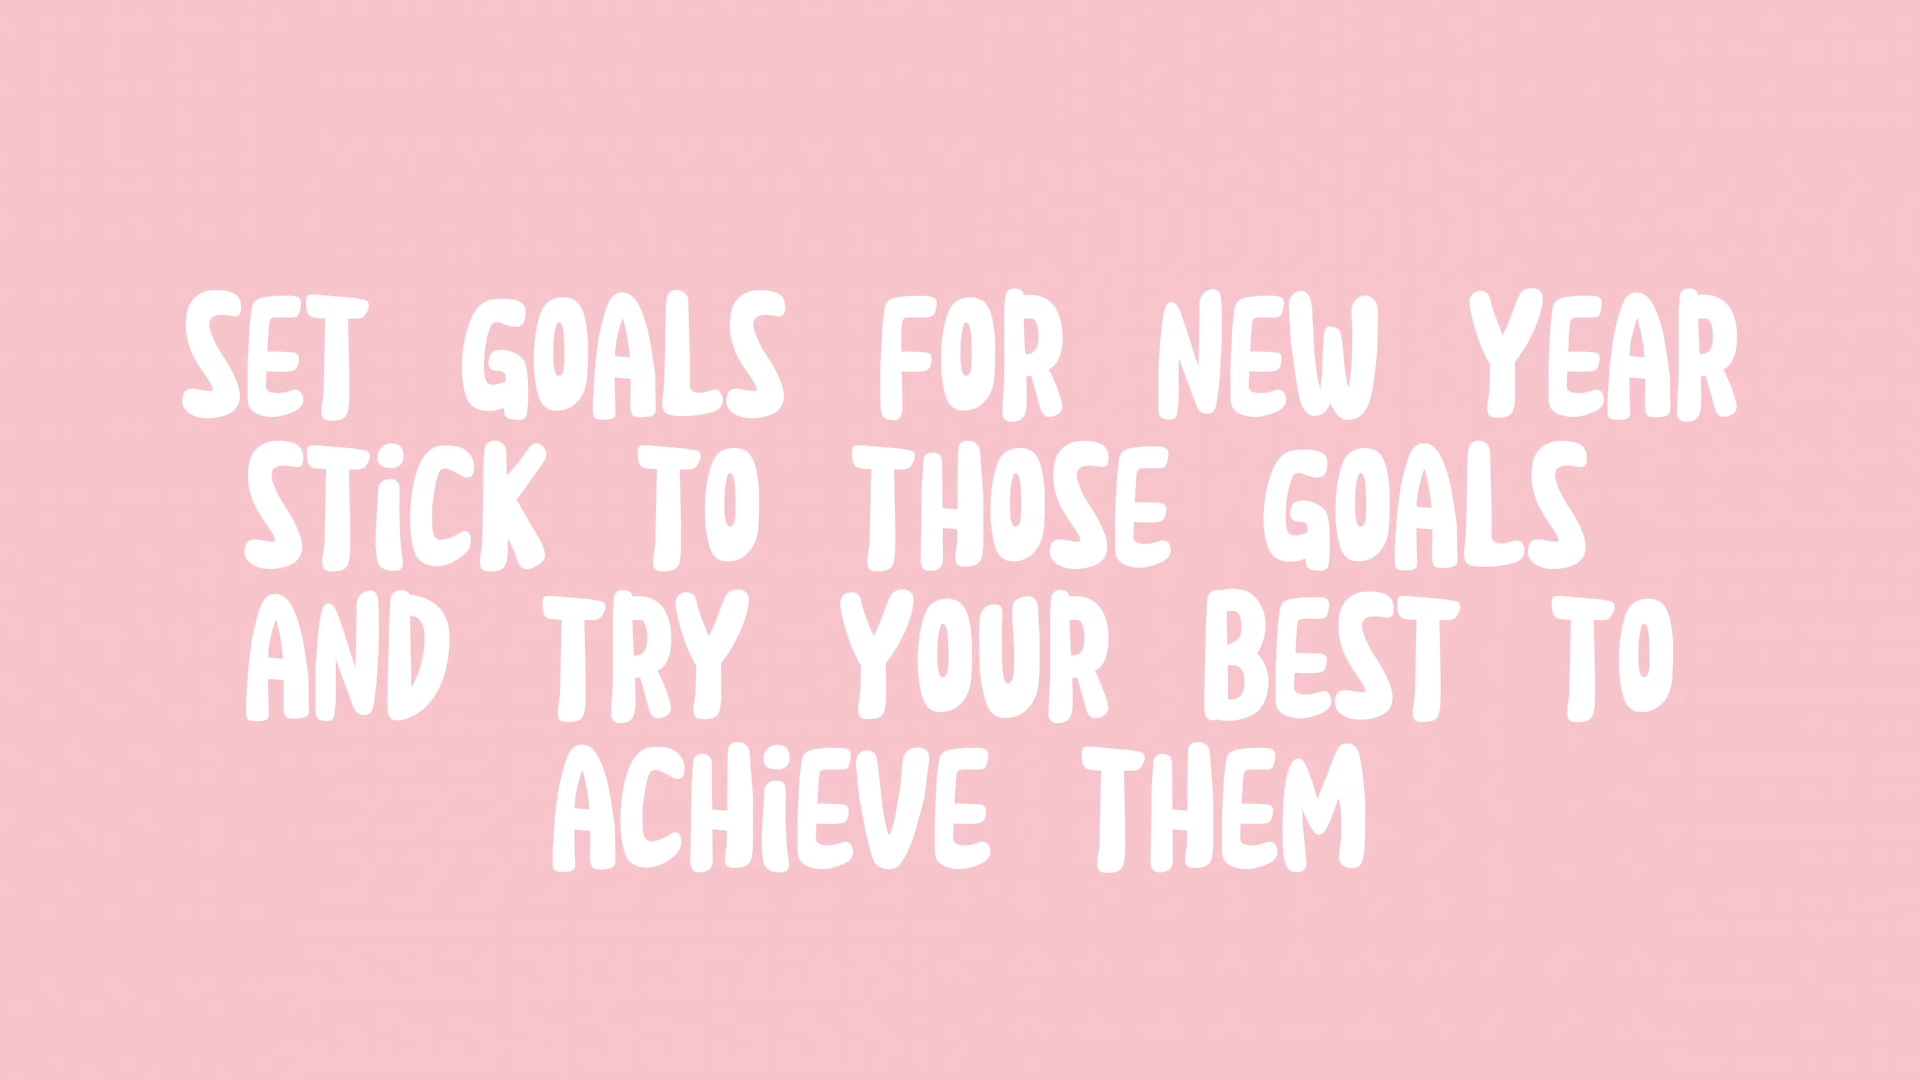 SET GOALS FOR NEW YEAR
STiCK TO THOSE GOALS
AND TRY YOUR BEST TO
ACHiEVE THEM